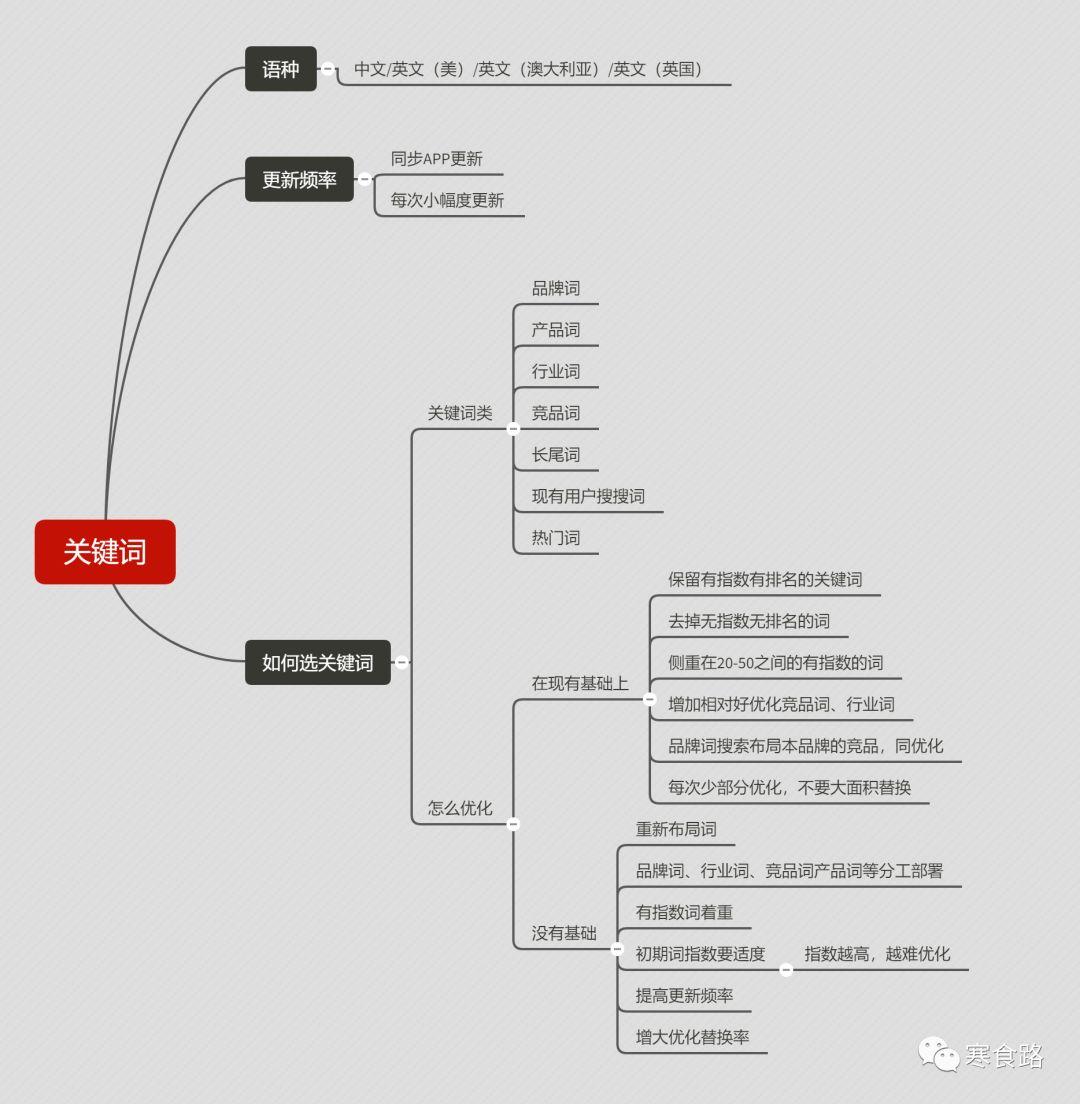 语种
中文/英文（美）/英文（澳大利亚）/英文（英国）
更新频率
同步APP更新
每次小幅度更新
关键词
如何选关键词
关键词类
品牌词
产品词
行业词
竞品词
长尾词
现有用户搜搜词
热门词
怎么优化
在现有基础上
保留有指数有排名的关键词
去掉无指数无排名的词
侧重在20-50之间的有指数的词
增加相对好优化竞品词、行业词
品牌词搜索布局本品牌的竞品，同优化
每次少部分优化，不要大面积替换
没有基础
重新布局词
品牌词、行业词、竞品词产品词等分工部署
有指数词着重
初期词指数要适度
指数越高，越难优化
提高更新频率
增大优化替换率
寒食路